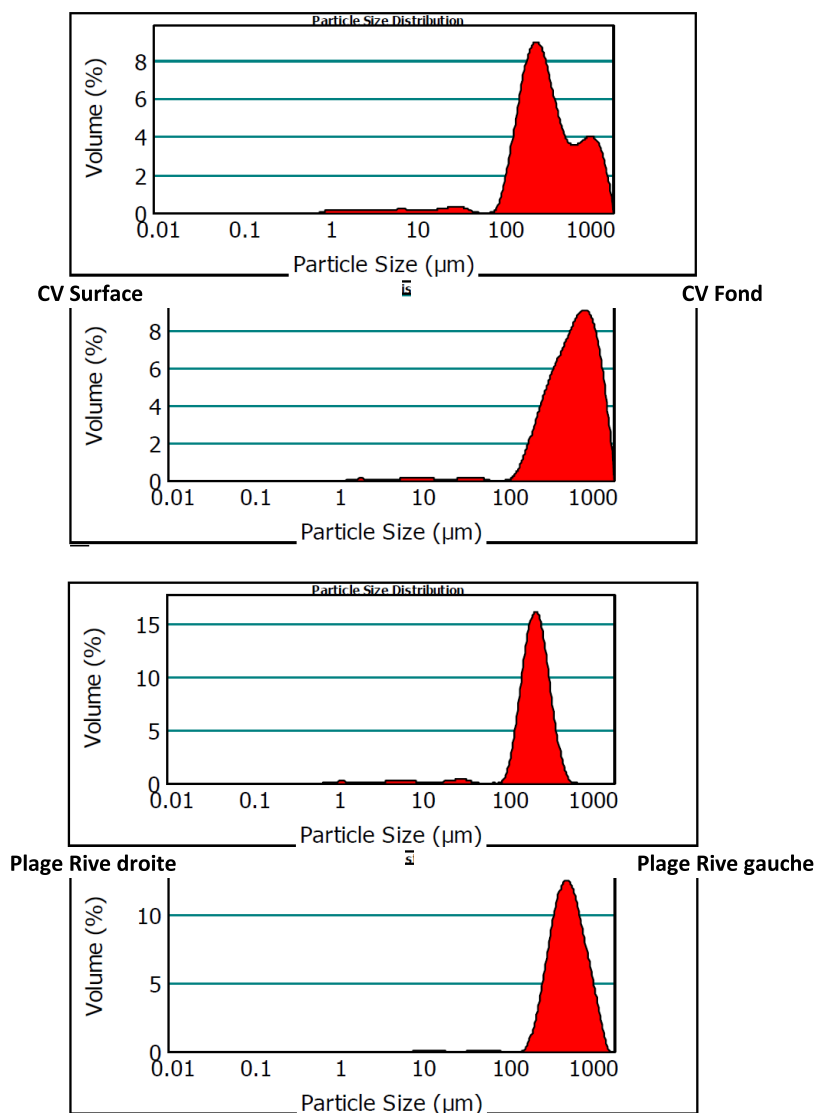 Particle Size Distribution
Volume (%)
8
6
4
2
0
0.01 0.1 1 10 100 1000
Particle Size (µm)
CV Surface is CV Fond
Volume (%)
8
6
4
2
0
0.01 0.1 1 10 100 1000
Particle Size (µm)
Particle Size Distribution
Volume (%)
15
10
5
0
0.01 0.1 1 10 100 1000
Particle Size (µm)
Plage Rive droite Plage Rive gauche
Volume (%)
10
5
0
0.01 0.1 1 10 100 1000
Particle Size (µm)